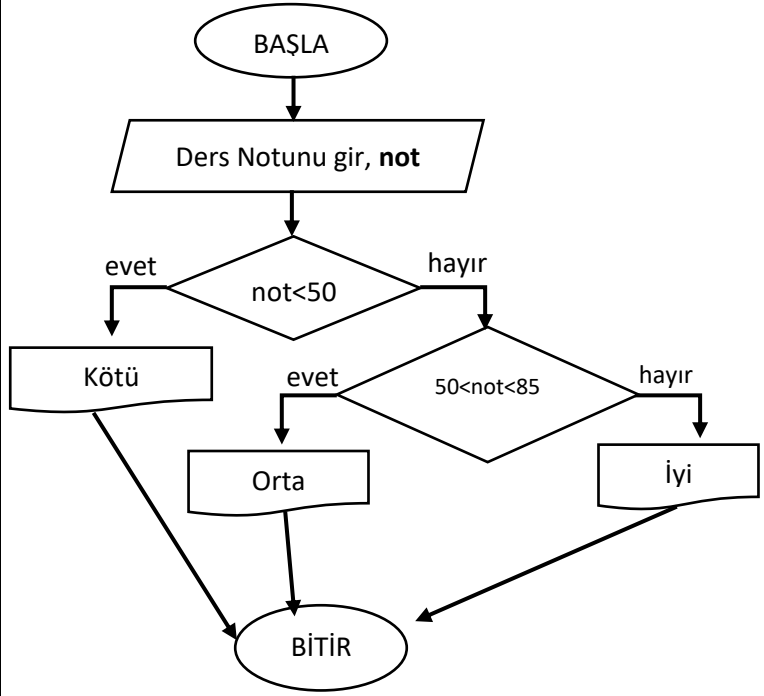 BAŞLA
Ders Notunu gir, not
evet
hayır
not<50
Kötü
evet
50<not<85
hayır
Orta
İyi
BİTİR